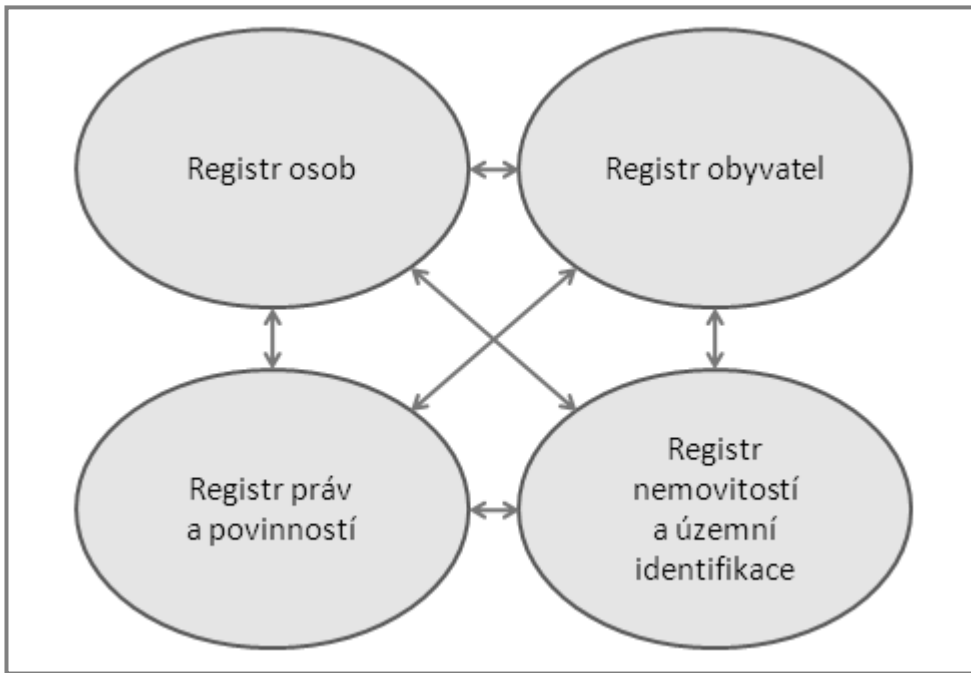 Registr osob
Registr obyvatel
Registr práv
a povinností
Registr
nemovitostí
a územní
identifikace